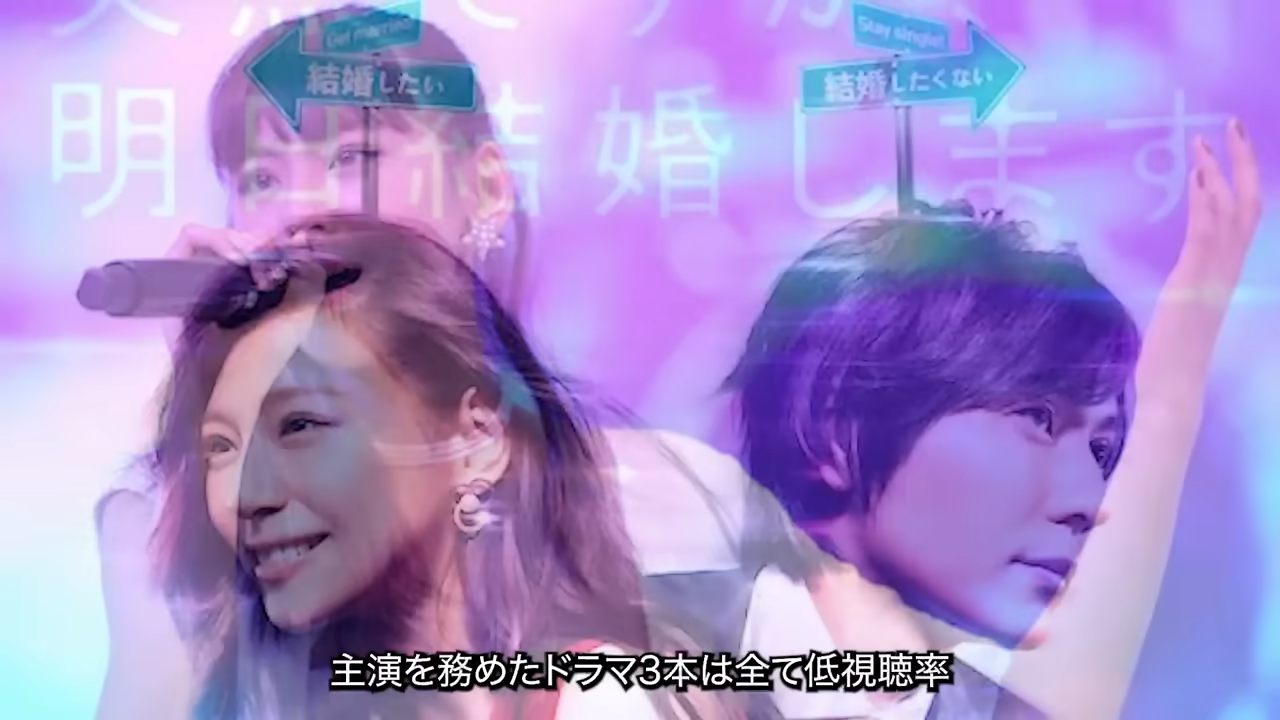 Get married
Stay single!
結婚したい
結婚したくない
明日結婚します
主演を務めたドラマ3本は全て低視聴率